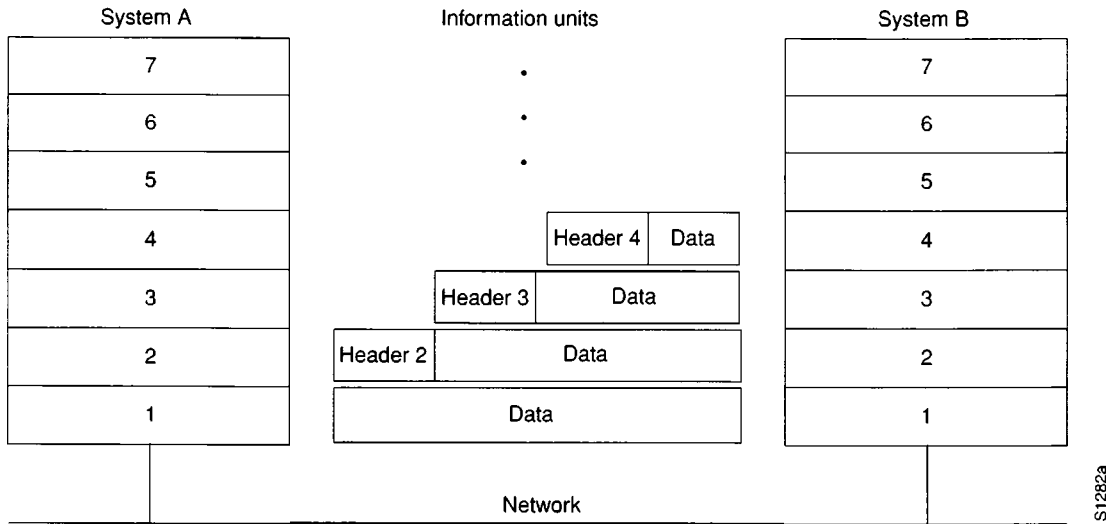 System A Information units System B
7 7
6 6
5 5
4 Header 4 Data 4
3 Header 3 Data 3
2 Header 2 Data 2
1 Data 1
Network
S1282a